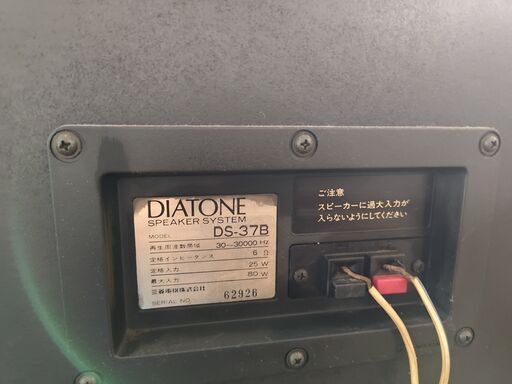 DIATONE
SPEAKER SYSTEM
MODEL DS-37B
再生周波数帯域 30−30000 Hz
定格インピーダンス 6 Ω
定格入力 25 W
最大入力 80 W
三菱電機株式会社
SERIAL NO. 62926
ご注意
スピーカーに過大入力が
入らないようにしてください